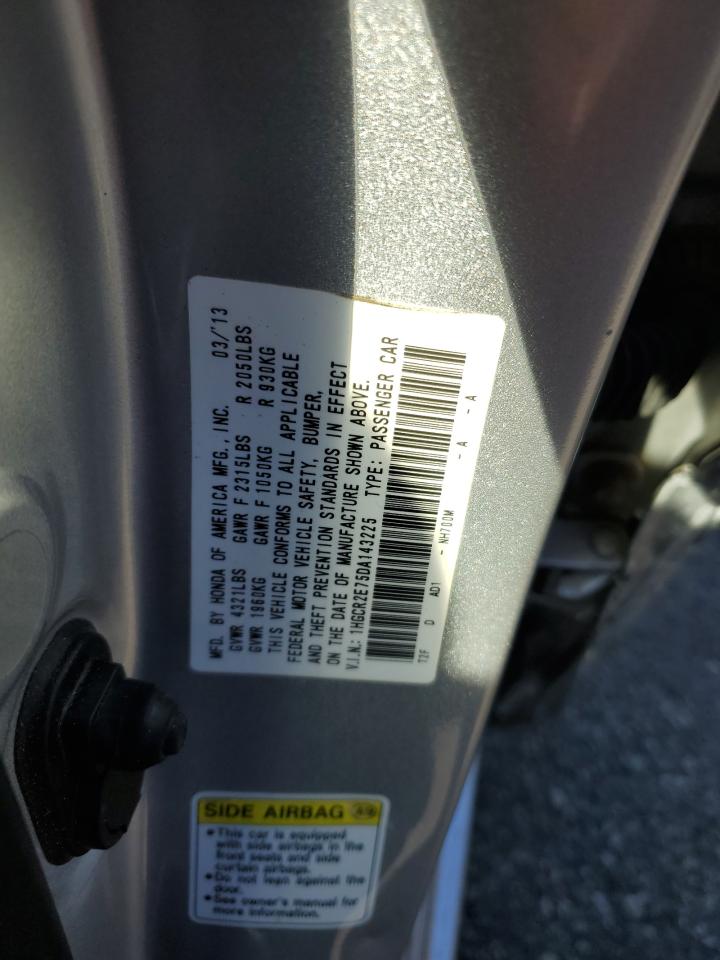 MFD. BY HONDA OF AMERICA MFG., INC. 03/'13
GVWR 4321LBS GAWR F 2315LBS R 2050LBS
GVWR 1960KG GAWR F 1050KG R 930KG
THIS VEHICLE CONFORMS TO ALL APPLICABLE
FEDERAL MOTOR VEHICLE SAFETY, BUMPER,
AND THEFT PREVENTION STANDARDS IN EFFECT
ON THE DATE OF MANUFACTURE SHOWN ABOVE.
V.I.N.: 1HGCR2E75DA143225 TYPE: PASSENGER CAR
T2F D AD1 - NH700M - A - A
SIDE AIRBAG
• This car is equipped
with side airbags in the
front seats and side
curtain airbags.
• Do not lean against the
door.
• See owner's manual for
more information.